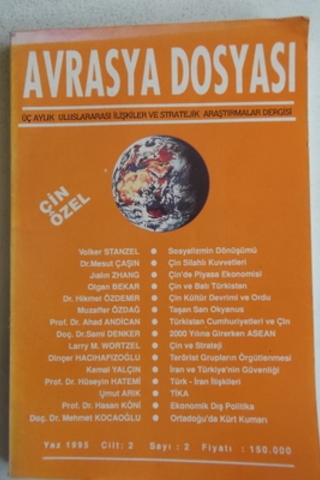 AVRASYA DOSYASI
ÜÇ AYLIK ULUSLARARASI İLİŞKİLER VE STRATEJİK ARAŞTIRMALAR DERGİSİ
ÇİN
ÖZEL
Volker STANZEL ● Sosyalizmin Dönüşümü
Dr.Mesut ÇAŞIN ● Çin Silahlı Kuvvetleri
Jialin ZHANG ● Çin'de Piyasa Ekonomisi
Olgan BEKAR ● Çin ve Batı Türkistan
Dr. Hikmet ÖZDEMİR ● Çin Kültür Devrimi ve Ordu
Muzaffer ÖZDAĞ ● Taşan Sarı Okyanus
Prof. Dr. Ahad ANDİCAN ● Türkistan Cumhuriyetleri ve Çin
Doç. Dr.Sami DENKER ● 2000 Yılına Girerken ASEAN
Larry M. WORTZEL ● Çin ve Strateji
Dinçer HACIHAFIZOĞLU ● Terörist Grupların Örgütlenmesi
Kemal YALÇIN ● İran ve Türkiye'nin Güvenliği
Prof. Dr. Hüseyin HATEMİ ● Türk - İran İlişkileri
Umut ARIK ● TİKA
Prof. Dr. Hasan KÖNİ ● Ekonomik Dış Politika
Doç. Dr. Mehmet KOCAOĞLU ● Ortadoğu'da Kürt Kumarı
Yaz 1995 Cilt: 2 Sayı : 2 Fiyatı : 150.000